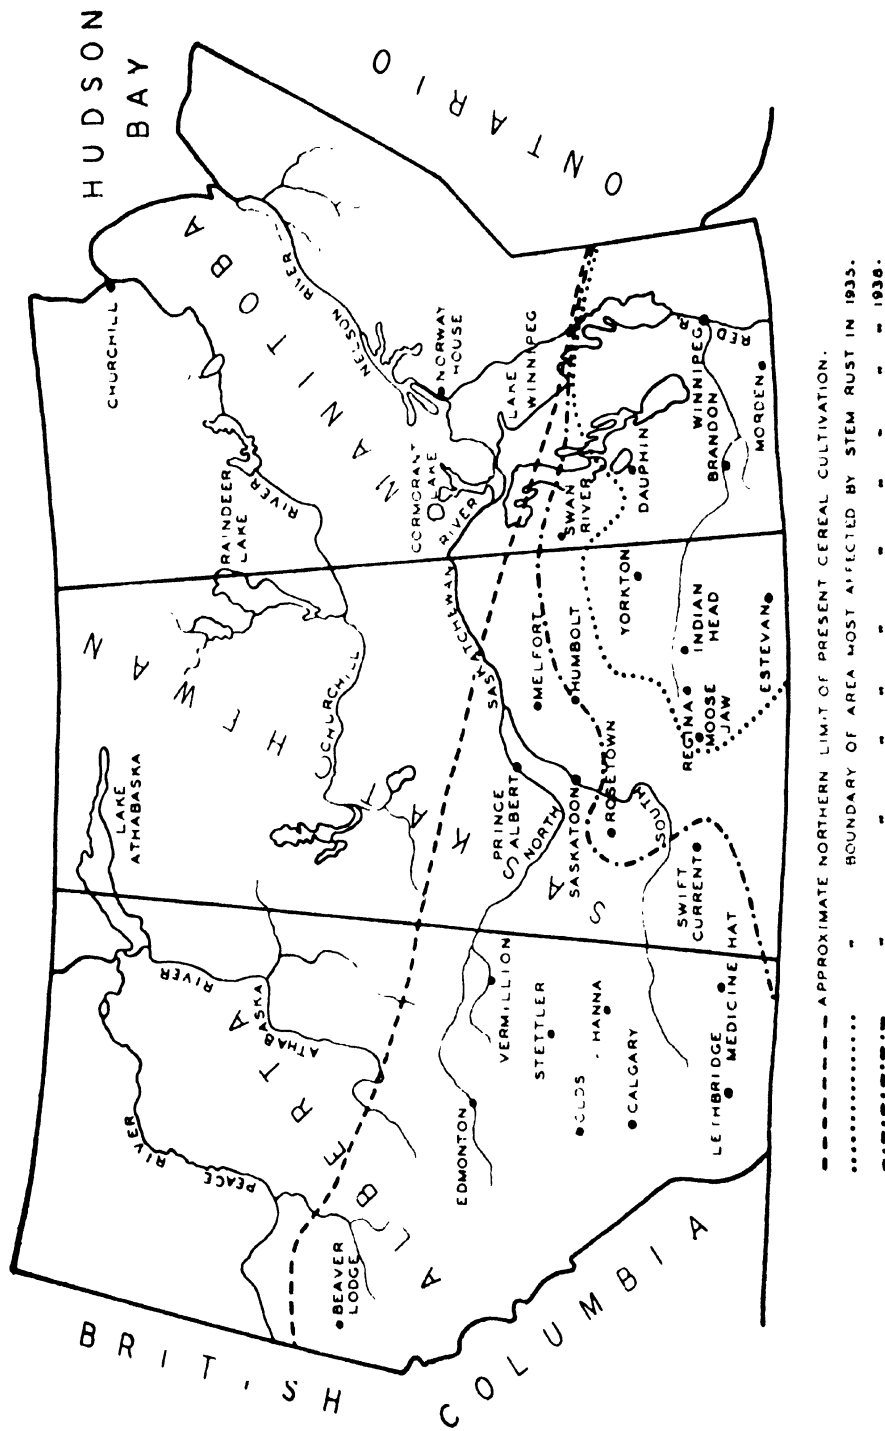 HUDSON
BAY
ONTARIO
BRITISH
COLUMBIA
MANITOBA
SASKATCHEWAN
ALBERTA
CHURCHILL
RAINDEER
LAKE
RIVER
CHURCHILL
NELSON RIVER
NORWAY
HOUSE
CORMORANT
LAKE
LAKE
WINNIPEG
SASKATCHEWAN RIVER
LAKE
ATHABASKA
RIVER
ATHABASKA
RIVER
PEACE
BEAVER
LODGE
EDMONTON
VERMILLION
STETTLER
HANNA
OLDS
CALGARY
LETHBRIDGE
MEDICINE HAT
PRINCE
ALBERT
NORTH
SASKATOON
ROSETOWN
SOUTH
SWIFT
CURRENT
MELFORT
HUMBOLT
YORKTON
REGINA
MOOSE
JAW
INDIAN
HEAD
ESTEVAN
SWAN
RIVER
DAUPHIN
BRANDON
WINNIPEG
MORDEN
RED R
APPROXIMATE NORTHERN LIMIT OF PRESENT CEREAL CULTIVATION.
" BOUNDARY OF AREA MOST AFFECTED BY STEM RUST IN 1935.
" " " " " " " " " 1938.